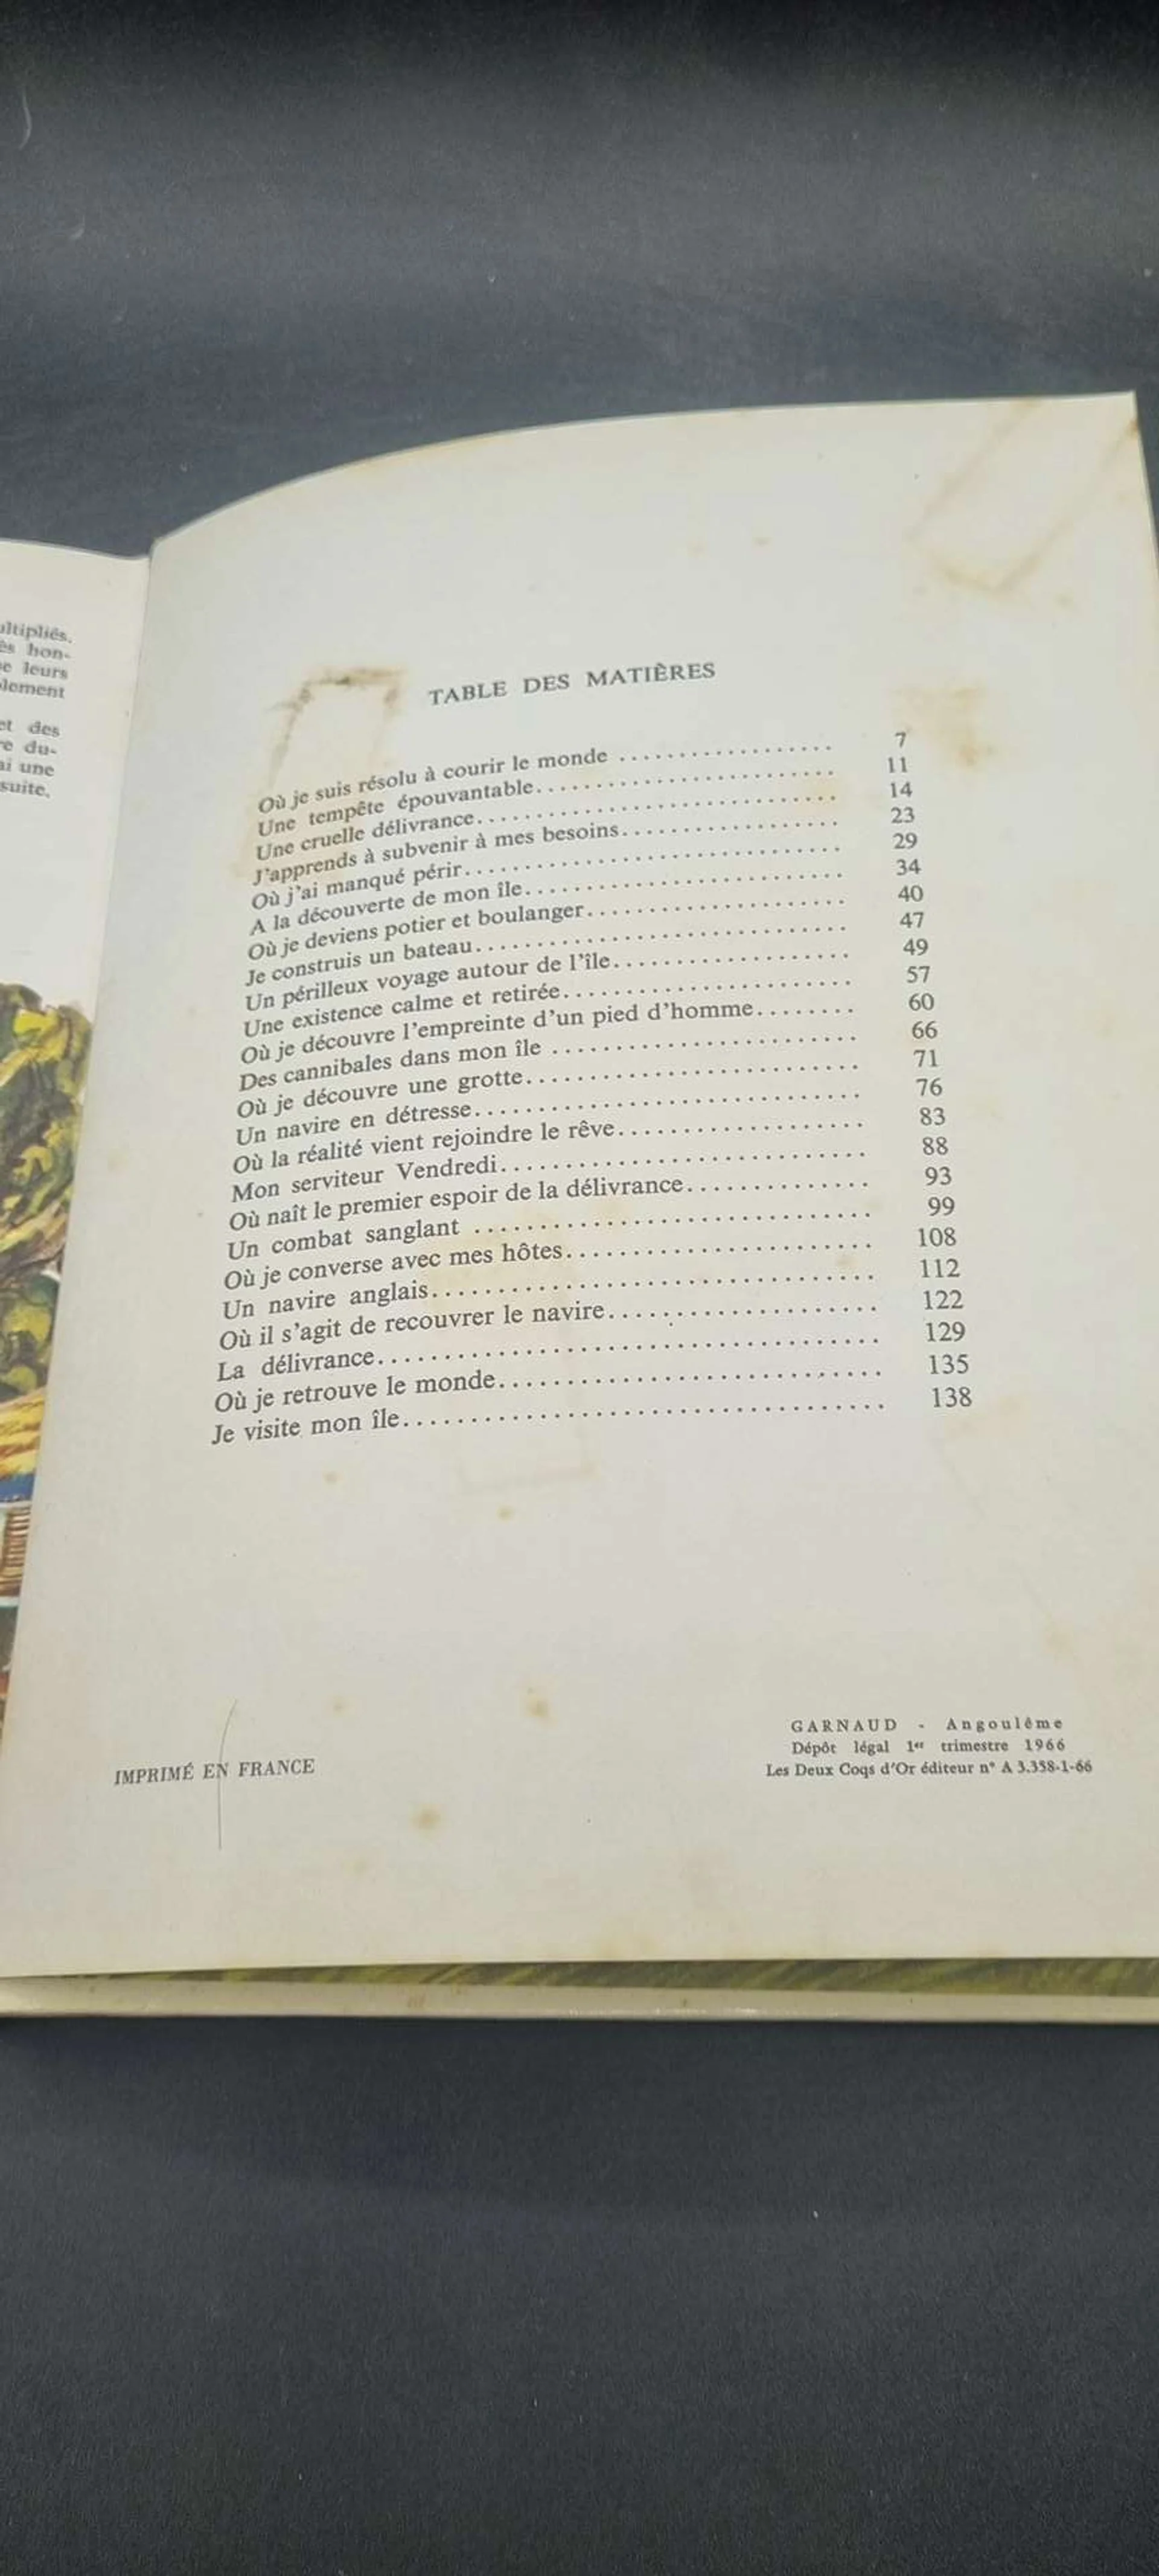 ultipliés.
ès hon-
e leurs
lement
et des
re du-
ai une
suite.
TABLE DES MATIÈRES
Où je suis résolu à courir le monde .................. 7
Une tempête épouvantable....................... 11
Une cruelle délivrance........................... 14
J'apprends à subvenir à mes besoins................. 23
Où j'ai manqué périr............................. 29
A la découverte de mon île........................ 34
Où je deviens potier et boulanger.................... 40
Je construis un bateau............................ 47
Un périlleux voyage autour de l'île.................. 49
Une existence calme et retirée...................... 57
Où je découvre l'empreinte d'un pied d'homme........ 60
Des cannibales dans mon île ....................... 66
Où je découvre une grotte......................... 71
Un navire en détresse............................. 76
Où la réalité vient rejoindre le rêve................... 83
Mon serviteur Vendredi............................ 88
Où naît le premier espoir de la délivrance.............. 93
Un combat sanglant .............................. 99
Où je converse avec mes hôtes....................... 108
Un navire anglais................................. 112
Où il s'agit de recouvrer le navire.................... 122
La délivrance..................................... 129
Où je retrouve le monde............................ 135
Je visite mon île................................... 138
IMPRIMÉ EN FRANCE
GARNAUD - Angoulême
Dépôt légal 1er trimestre 1966
Les Deux Coqs d'Or éditeur n° A 3.358-1-66